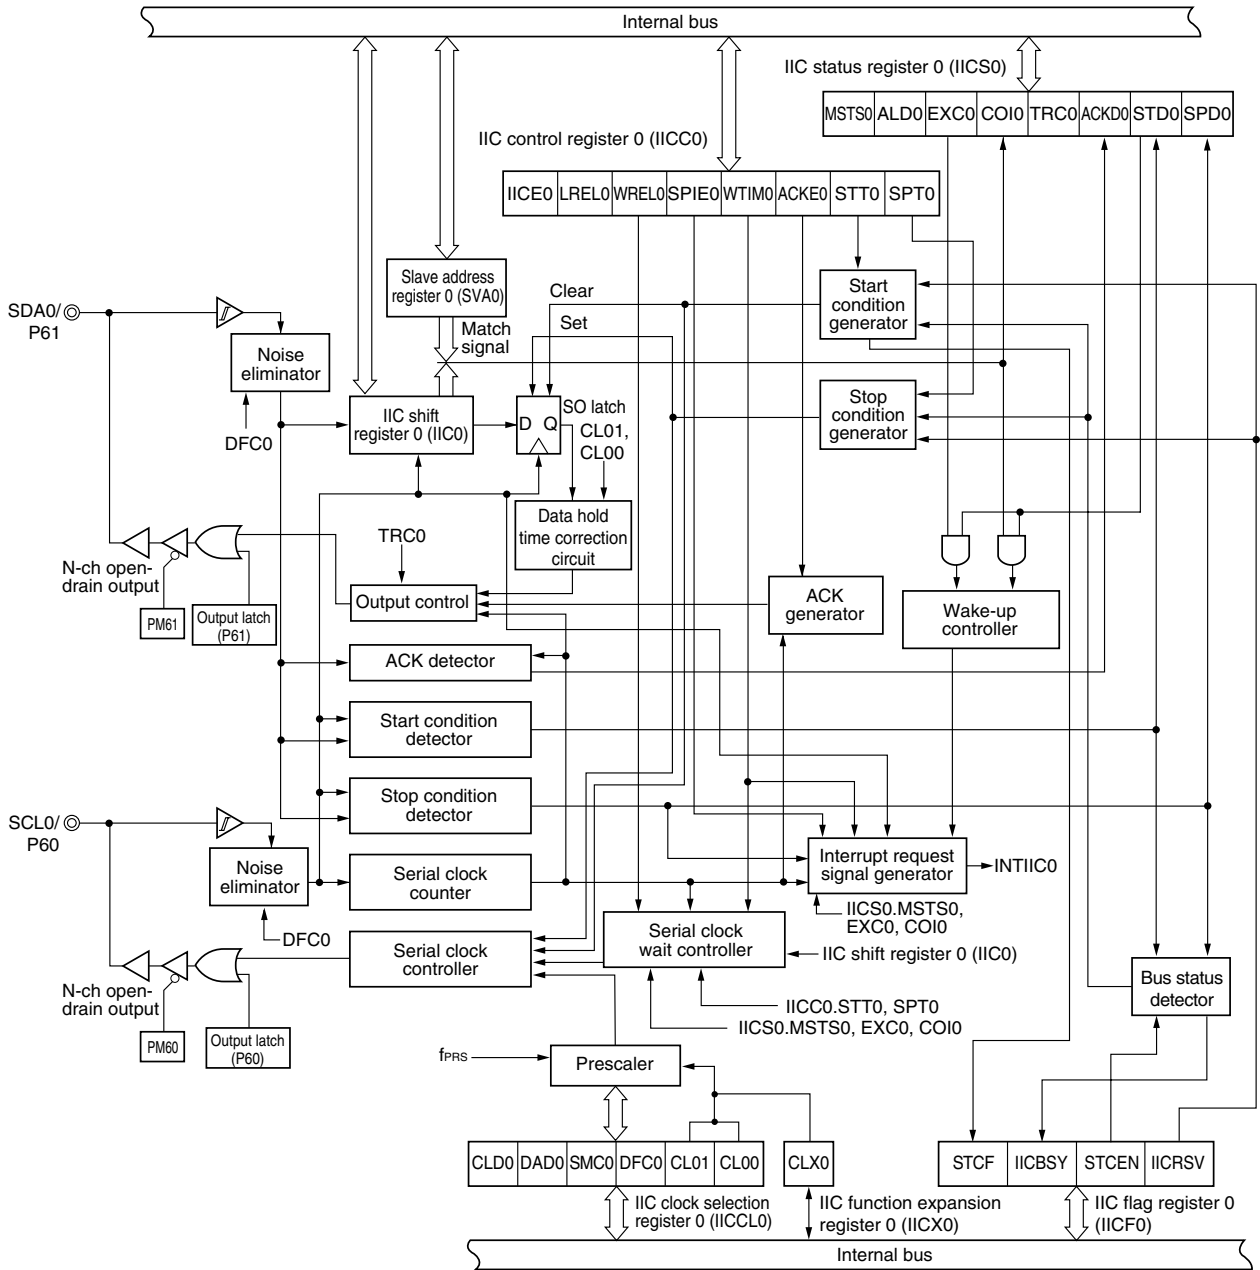 Internal bus
IIC status register 0 (IICS0)
MSTS0 ALD0 EXC0 COI0 TRC0 ACKD0 STD0 SPD0
IIC control register 0 (IICC0)
IICE0 LREL0 WREL0 SPIE0 WTIM0 ACKE0 STT0 SPT0
Slave address
register 0 (SVA0)
Clear
Set
Match
signal
Start
condition
generator
SDA0/
P61
Noise
eliminator
DFC0
IIC shift
register 0 (IIC0)
D Q
SO latch
CL01,
CL00
Stop
condition
generator
Data hold
time correction
circuit
TRC0
N-ch open-
drain output
PM61
Output latch
(P61)
Output control
ACK
generator
Wake-up
controller
ACK detector
Start condition
detector
Stop condition
detector
SCL0/
P60
Noise
eliminator
DFC0
Serial clock
counter
Interrupt request
signal generator
INTIIC0
IICS0.MSTS0,
EXC0, COI0
Serial clock
controller
Serial clock
wait controller
IIC shift register 0 (IIC0)
Bus status
detector
N-ch open-
drain output
PM60
Output latch
(P60)
IICC0.STT0, SPT0
IICS0.MSTS0, EXC0, COI0
fPRS
Prescaler
CLD0 DAD0 SMC0 DFC0 CL01 CL00
CLX0
STCF IICBSY STCEN IICRSV
IIC clock selection
register 0 (IICCL0)
IIC function expansion
register 0 (IICX0)
IIC flag register 0
(IICF0)
Internal bus